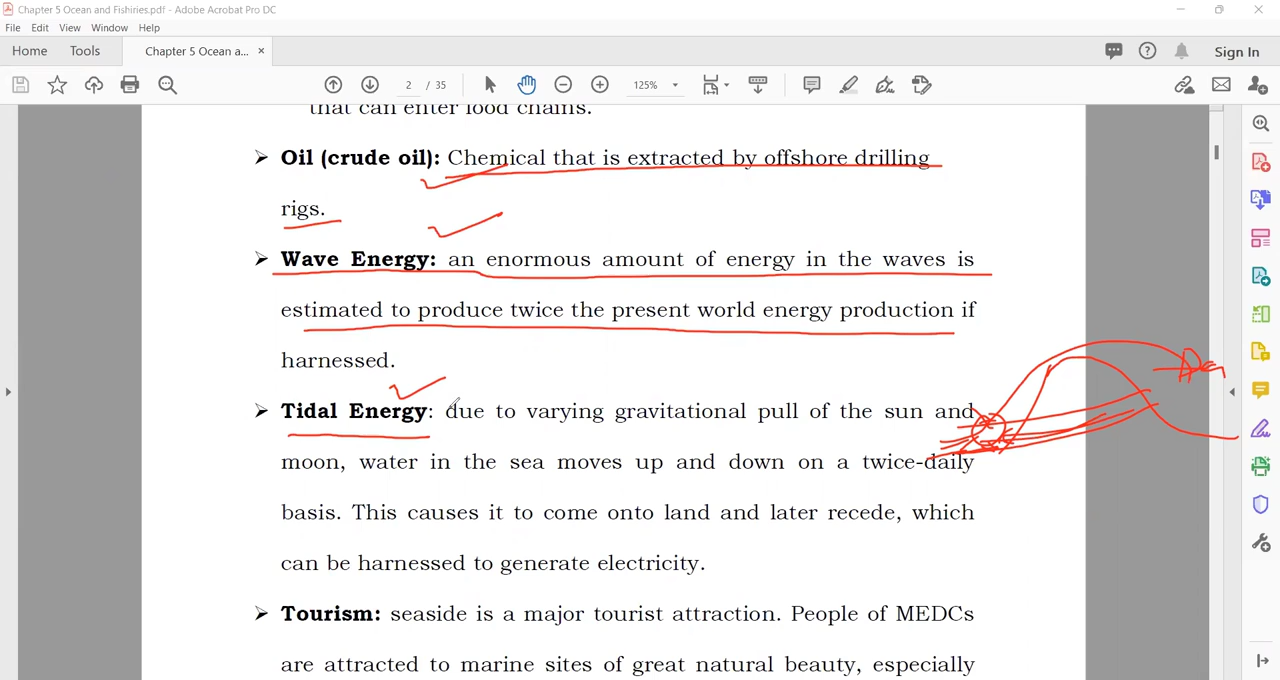 Chapter 5 Ocean and Fishiries.pdf - Adobe Acrobat Pro DC
File Edit View Window Help
Home Tools Chapter 5 Ocean a... × Sign In
2 / 35 125%
that can enter food chains.
➢ Oil (crude oil): Chemical that is extracted by offshore drilling
rigs.
➢ Wave Energy: an enormous amount of energy in the waves is
estimated to produce twice the present world energy production if
harnessed.
➢ Tidal Energy: due to varying gravitational pull of the sun and
moon, water in the sea moves up and down on a twice-daily
basis. This causes it to come onto land and later recede, which
can be harnessed to generate electricity.
➢ Tourism: seaside is a major tourist attraction. People of MEDCs
are attracted to marine sites of great natural beauty, especially